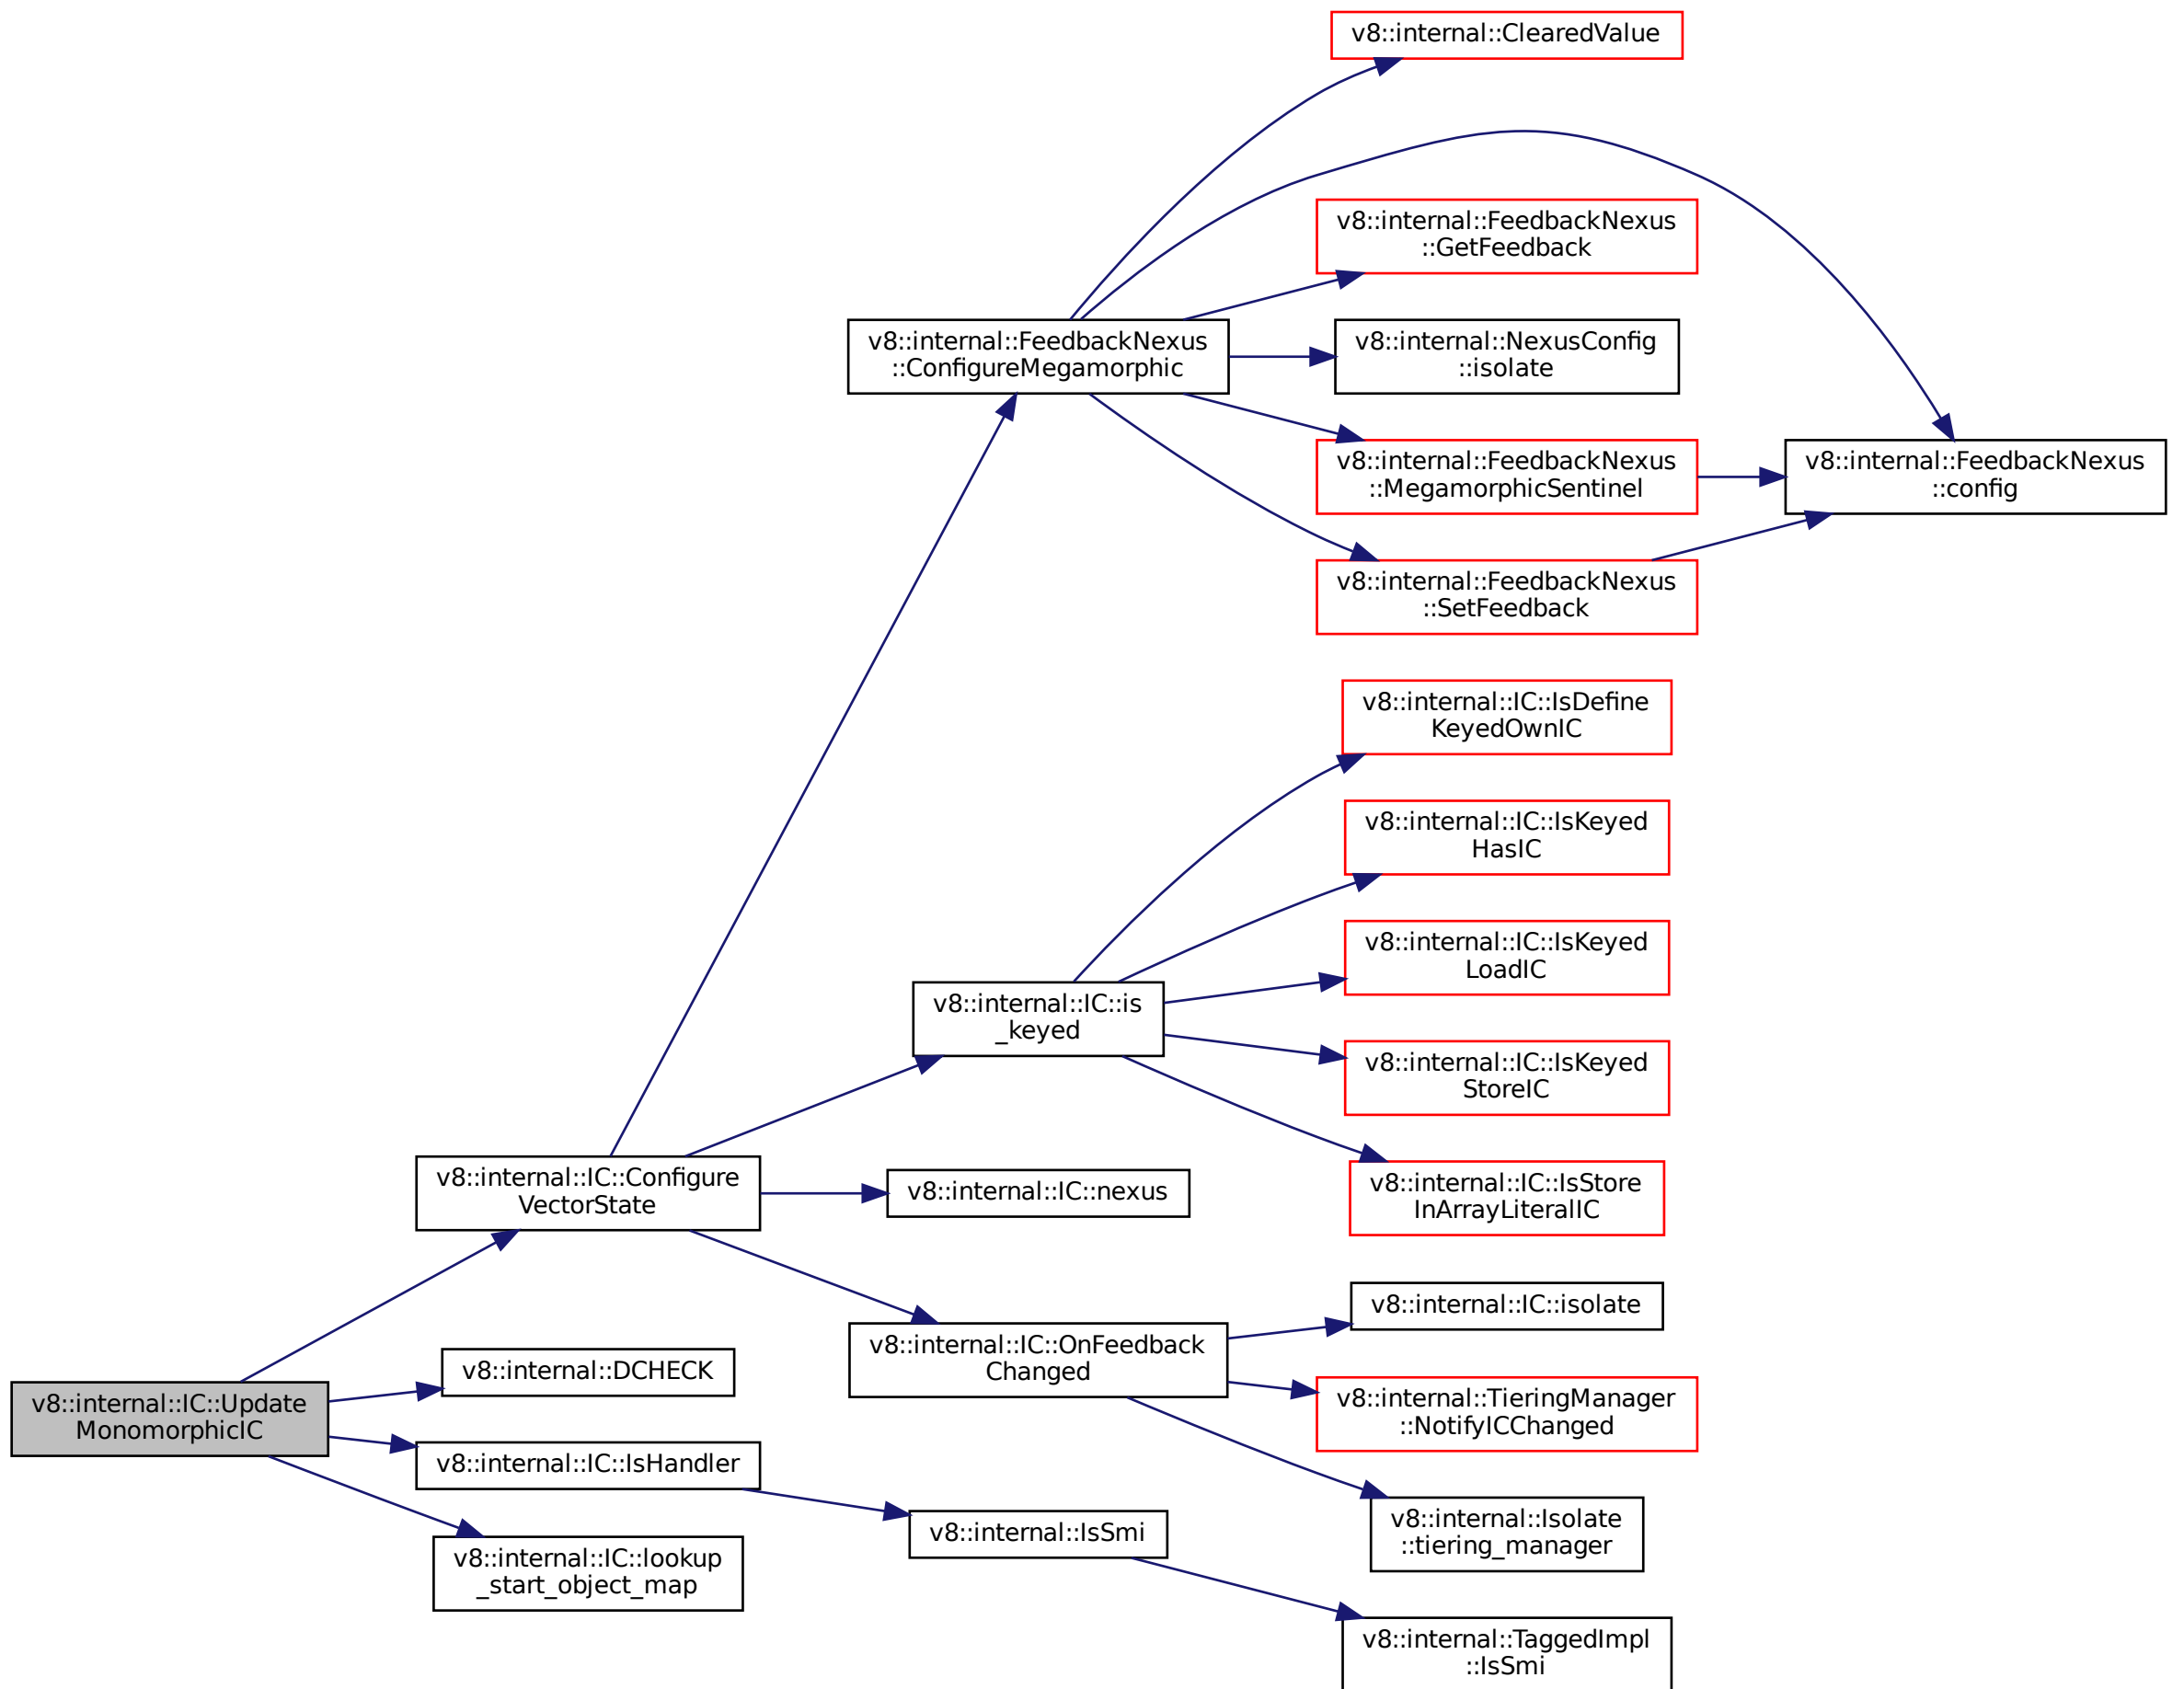 v8::internal::ClearedValue
v8::internal::FeedbackNexus
::GetFeedback
v8::internal::FeedbackNexus
::ConfigureMegamorphic
v8::internal::NexusConfig
::isolate
v8::internal::FeedbackNexus
::MegamorphicSentinel
v8::internal::FeedbackNexus
::config
v8::internal::FeedbackNexus
::SetFeedback
v8::internal::IC::IsDefine
KeyedOwnIC
v8::internal::IC::IsKeyed
HasIC
v8::internal::IC::IsKeyed
LoadIC
v8::internal::IC::is
_keyed
v8::internal::IC::IsKeyed
StoreIC
v8::internal::IC::Configure
VectorState
v8::internal::IC::nexus
v8::internal::IC::IsStore
InArrayLiteralIC
v8::internal::IC::isolate
v8::internal::IC::OnFeedback
Changed
v8::internal::DCHECK
v8::internal::IC::Update
MonomorphicIC
v8::internal::TieringManager
::NotifyICChanged
v8::internal::IC::IsHandler
v8::internal::IsSmi
v8::internal::Isolate
::tiering_manager
v8::internal::IC::lookup
_start_object_map
v8::internal::TaggedImpl
::IsSmi